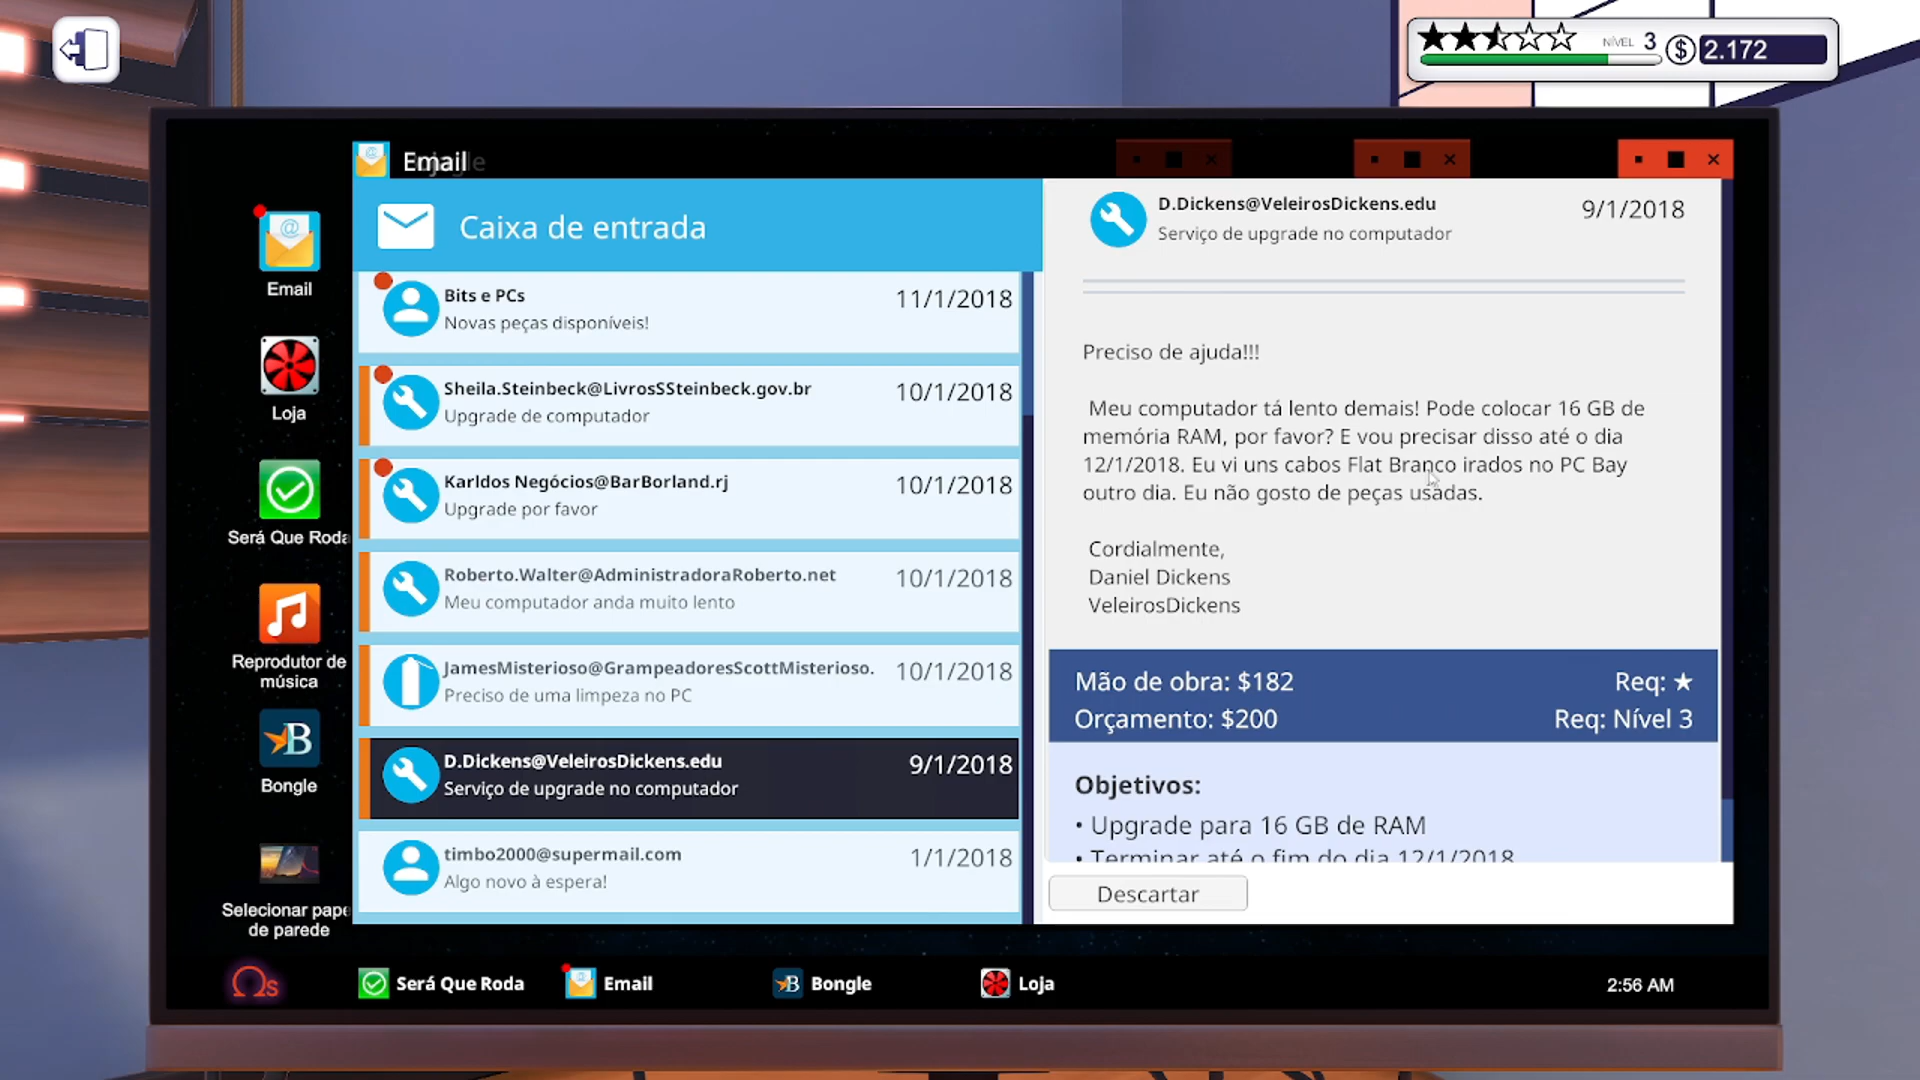 NÍVEL 3
$ 2.172
Email
Caixa de entrada
Bits e PCs
11/1/2018
Novas peças disponíveis!
Sheila.Steinbeck@LivrosSSteinbeck.gov.br
10/1/2018
Upgrade de computador
Karldos Negócios@BarBorland.rj
10/1/2018
Upgrade por favor
Roberto.Walter@AdministradoraRoberto.net
10/1/2018
Meu computador anda muito lento
JamesMisterioso@GrampeadoresScottMisterioso.
10/1/2018
Preciso de uma limpeza no PC
D.Dickens@VeleirosDickens.edu
9/1/2018
Serviço de upgrade no computador
timbo2000@supermail.com
1/1/2018
Algo novo à espera!
D.Dickens@VeleirosDickens.edu
9/1/2018
Serviço de upgrade no computador
Preciso de ajuda!!!
Meu computador tá lento demais! Pode colocar 16 GB de
memória RAM, por favor? E vou precisar disso até o dia
12/1/2018. Eu vi uns cabos Flat Branco irados no PC Bay
outro dia. Eu não gosto de peças usadas.
Cordialmente,
Daniel Dickens
VeleirosDickens
Mão de obra: $182
Req: ★
Orçamento: $200
Req: Nível 3
Objetivos:
• Upgrade para 16 GB de RAM
• Terminar até o fim do dia 12/1/2018
Descartar
Email
Loja
Será Que Roda
Reprodutor de
música
B
Bongle
Selecionar pape
de parede
Ωs
Será Que Roda
Email
B
Bongle
Loja
2:56 AM